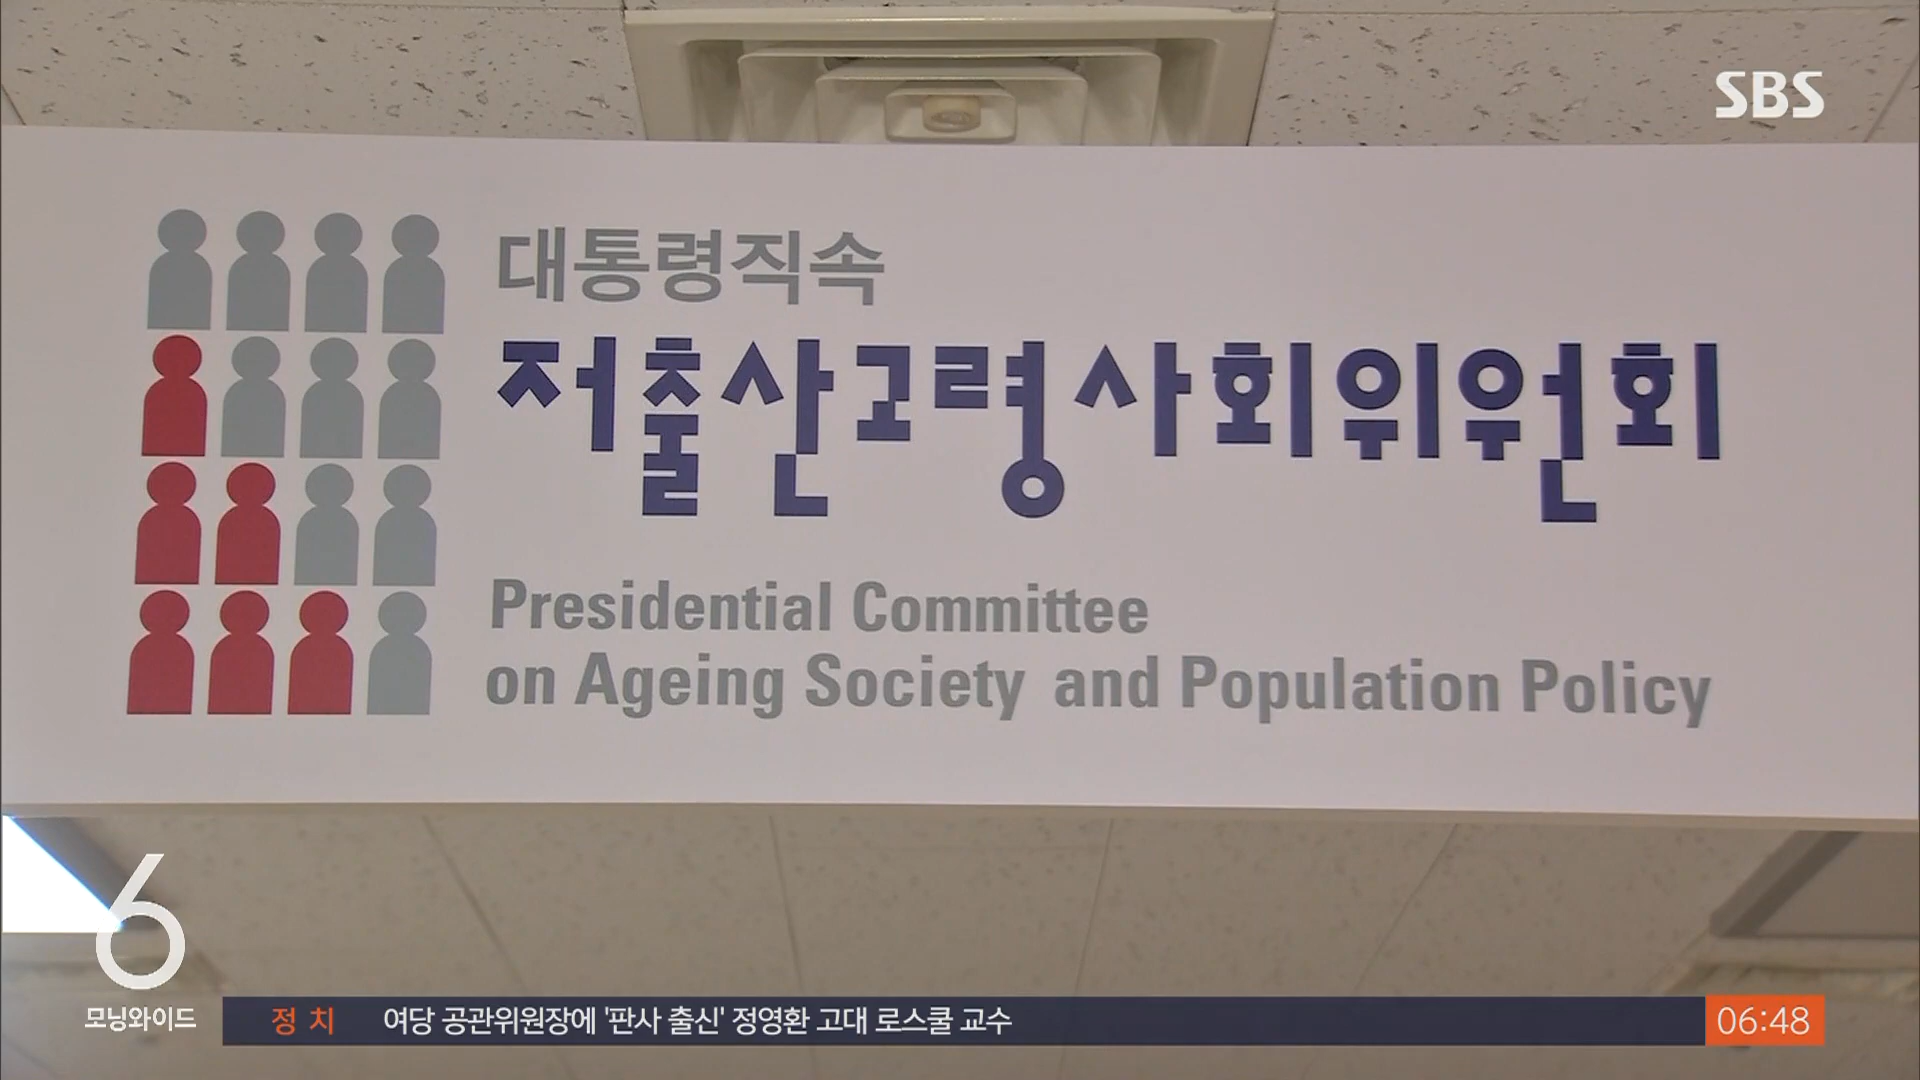 SBS
대통령직속
저출산고령사회위원회
Presidential Committee
on Ageing Society and Population Policy
6
모닝와이드
정치 여당 공관위원장에 '판사 출신' 정영환 고대 로스쿨 교수 06:48